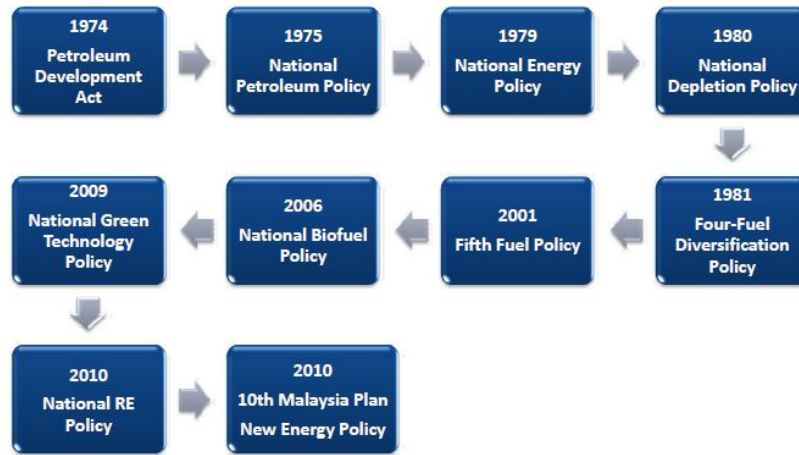 1974
Petroleum
Development
Act
1975
National
Petroleum Policy
1979
National Energy
Policy
1980
National
Depletion Policy
1981
Four-Fuel
Diversification
Policy
2001
Fifth Fuel Policy
2006
National Biofuel
Policy
2009
National Green
Technology
Policy
2010
National RE
Policy
2010
10th Malaysia Plan
New Energy Policy